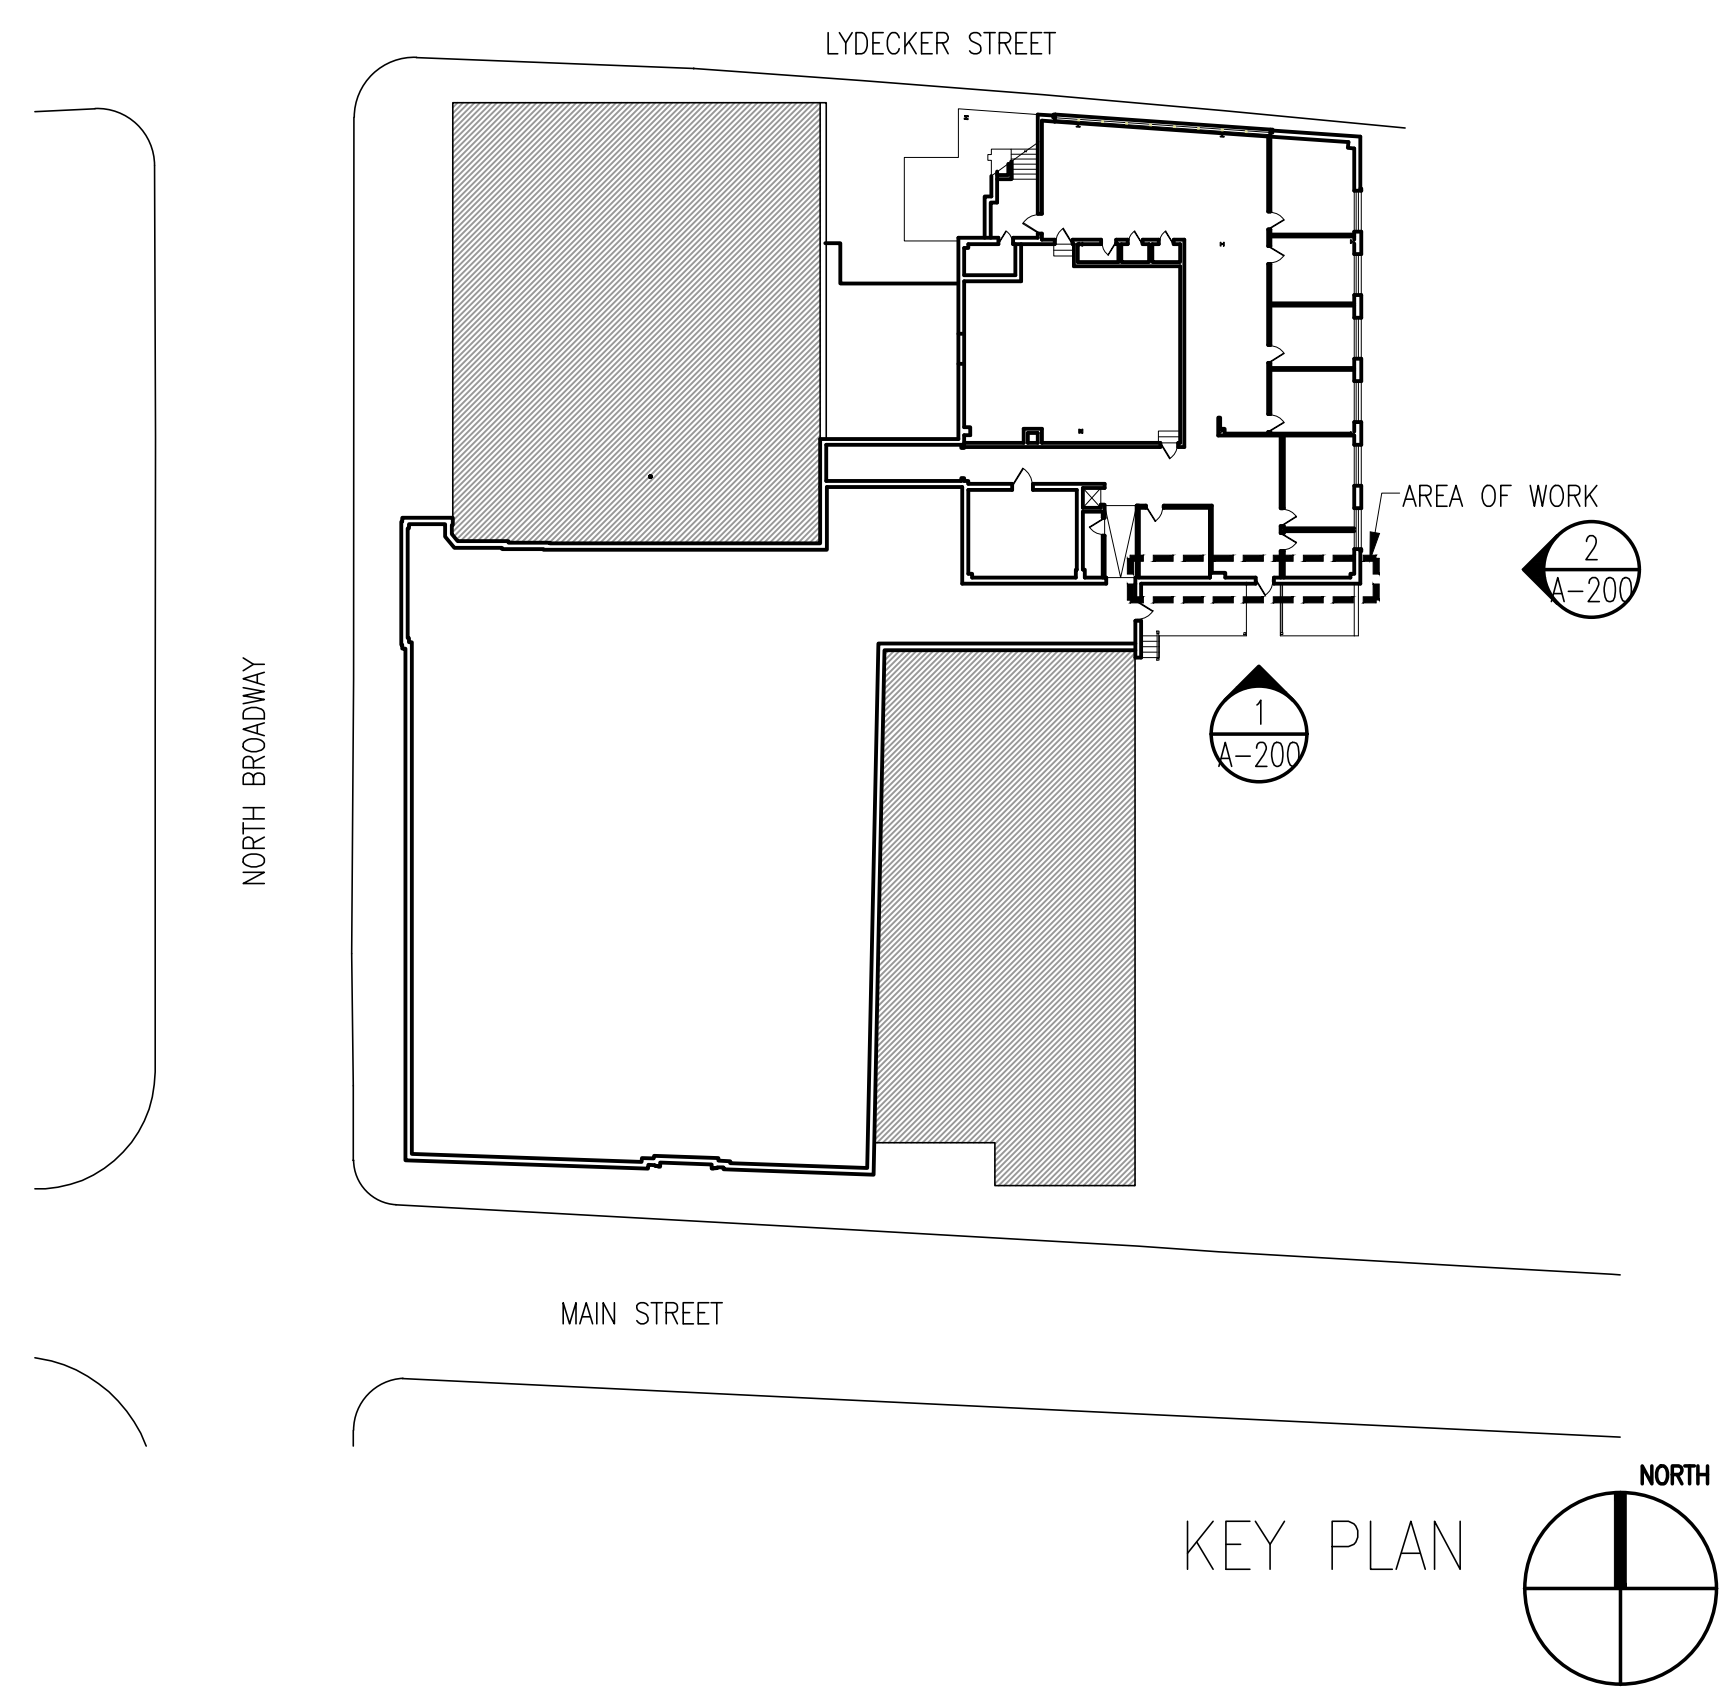 LYDECKER STREET
AREA OF WORK
2
A-200
1
A-200
NORTH BROADWAY
MAIN STREET
NORTH
KEY PLAN